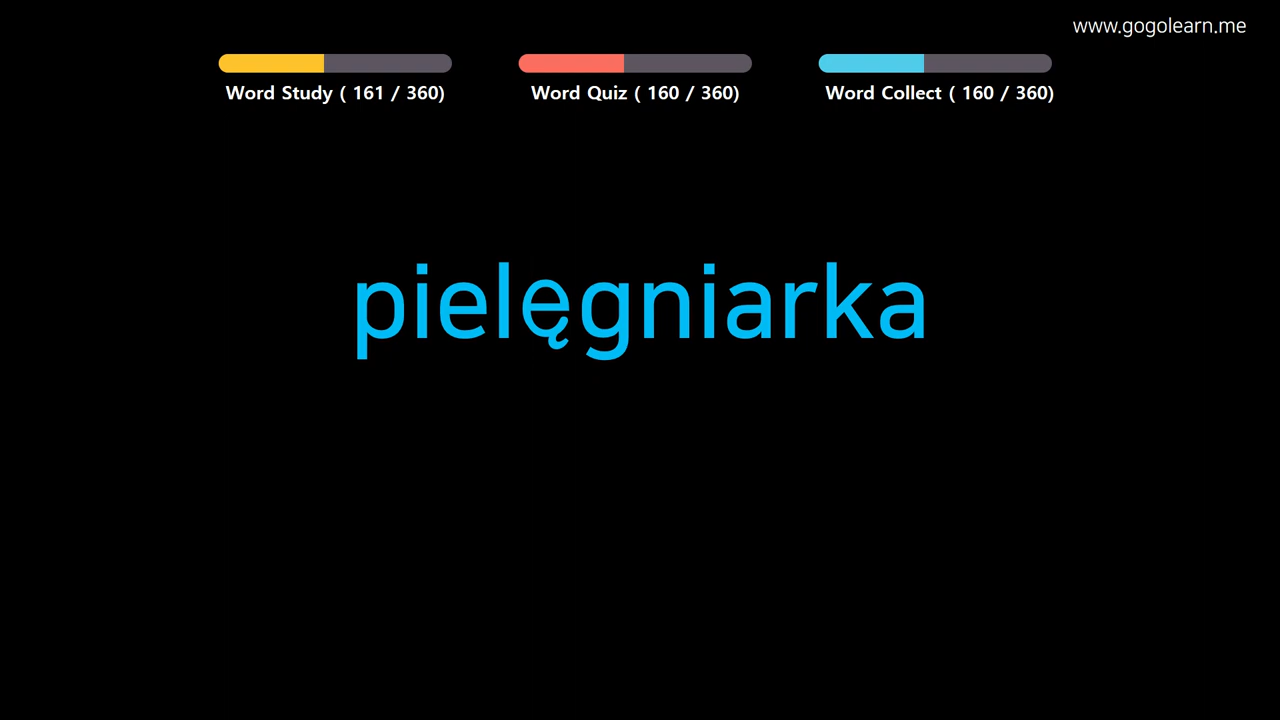 www.gogolearn.me
Word Study ( 161 / 360)
Word Quiz ( 160 / 360)
Word Collect ( 160 / 360)
pielęgniarka